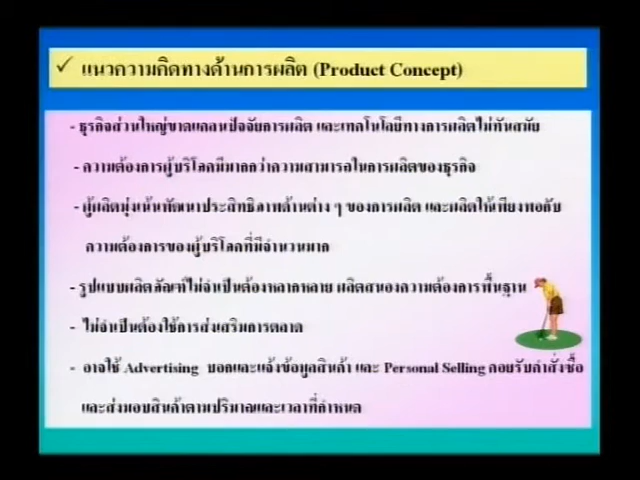 ✓ แนวความคิดทางด้านการผลิต (Product Concept)
- ธุรกิจส่วนใหญ่ขาดแคลนปัจจัยการผลิต และเทคโนโลยีทางการผลิตไม่ทันสมัย
- ความต้องการผู้บริโภคมีมากกว่าความสามารถในการผลิตของธุรกิจ
- ผู้ผลิตมุ่งเน้นพัฒนาประสิทธิภาพด้านต่าง ๆ ของการผลิต และผลิตให้เพียงพอกับ
ความต้องการของผู้บริโภคที่มีจำนวนมาก
- รูปแบบผลิตภัณฑ์ไม่จำเป็นต้องหลากหลาย ผลิตสนองความต้องการพื้นฐาน
- ไม่จำเป็นต้องใช้การส่งเสริมการตลาด
- อาจใช้ Advertising บอกและแจ้งข้อมูลสินค้า และ Personal Selling คอยรับคำสั่งซื้อ
และส่งมอบสินค้าตามปริมาณและเวลาที่กำหนด